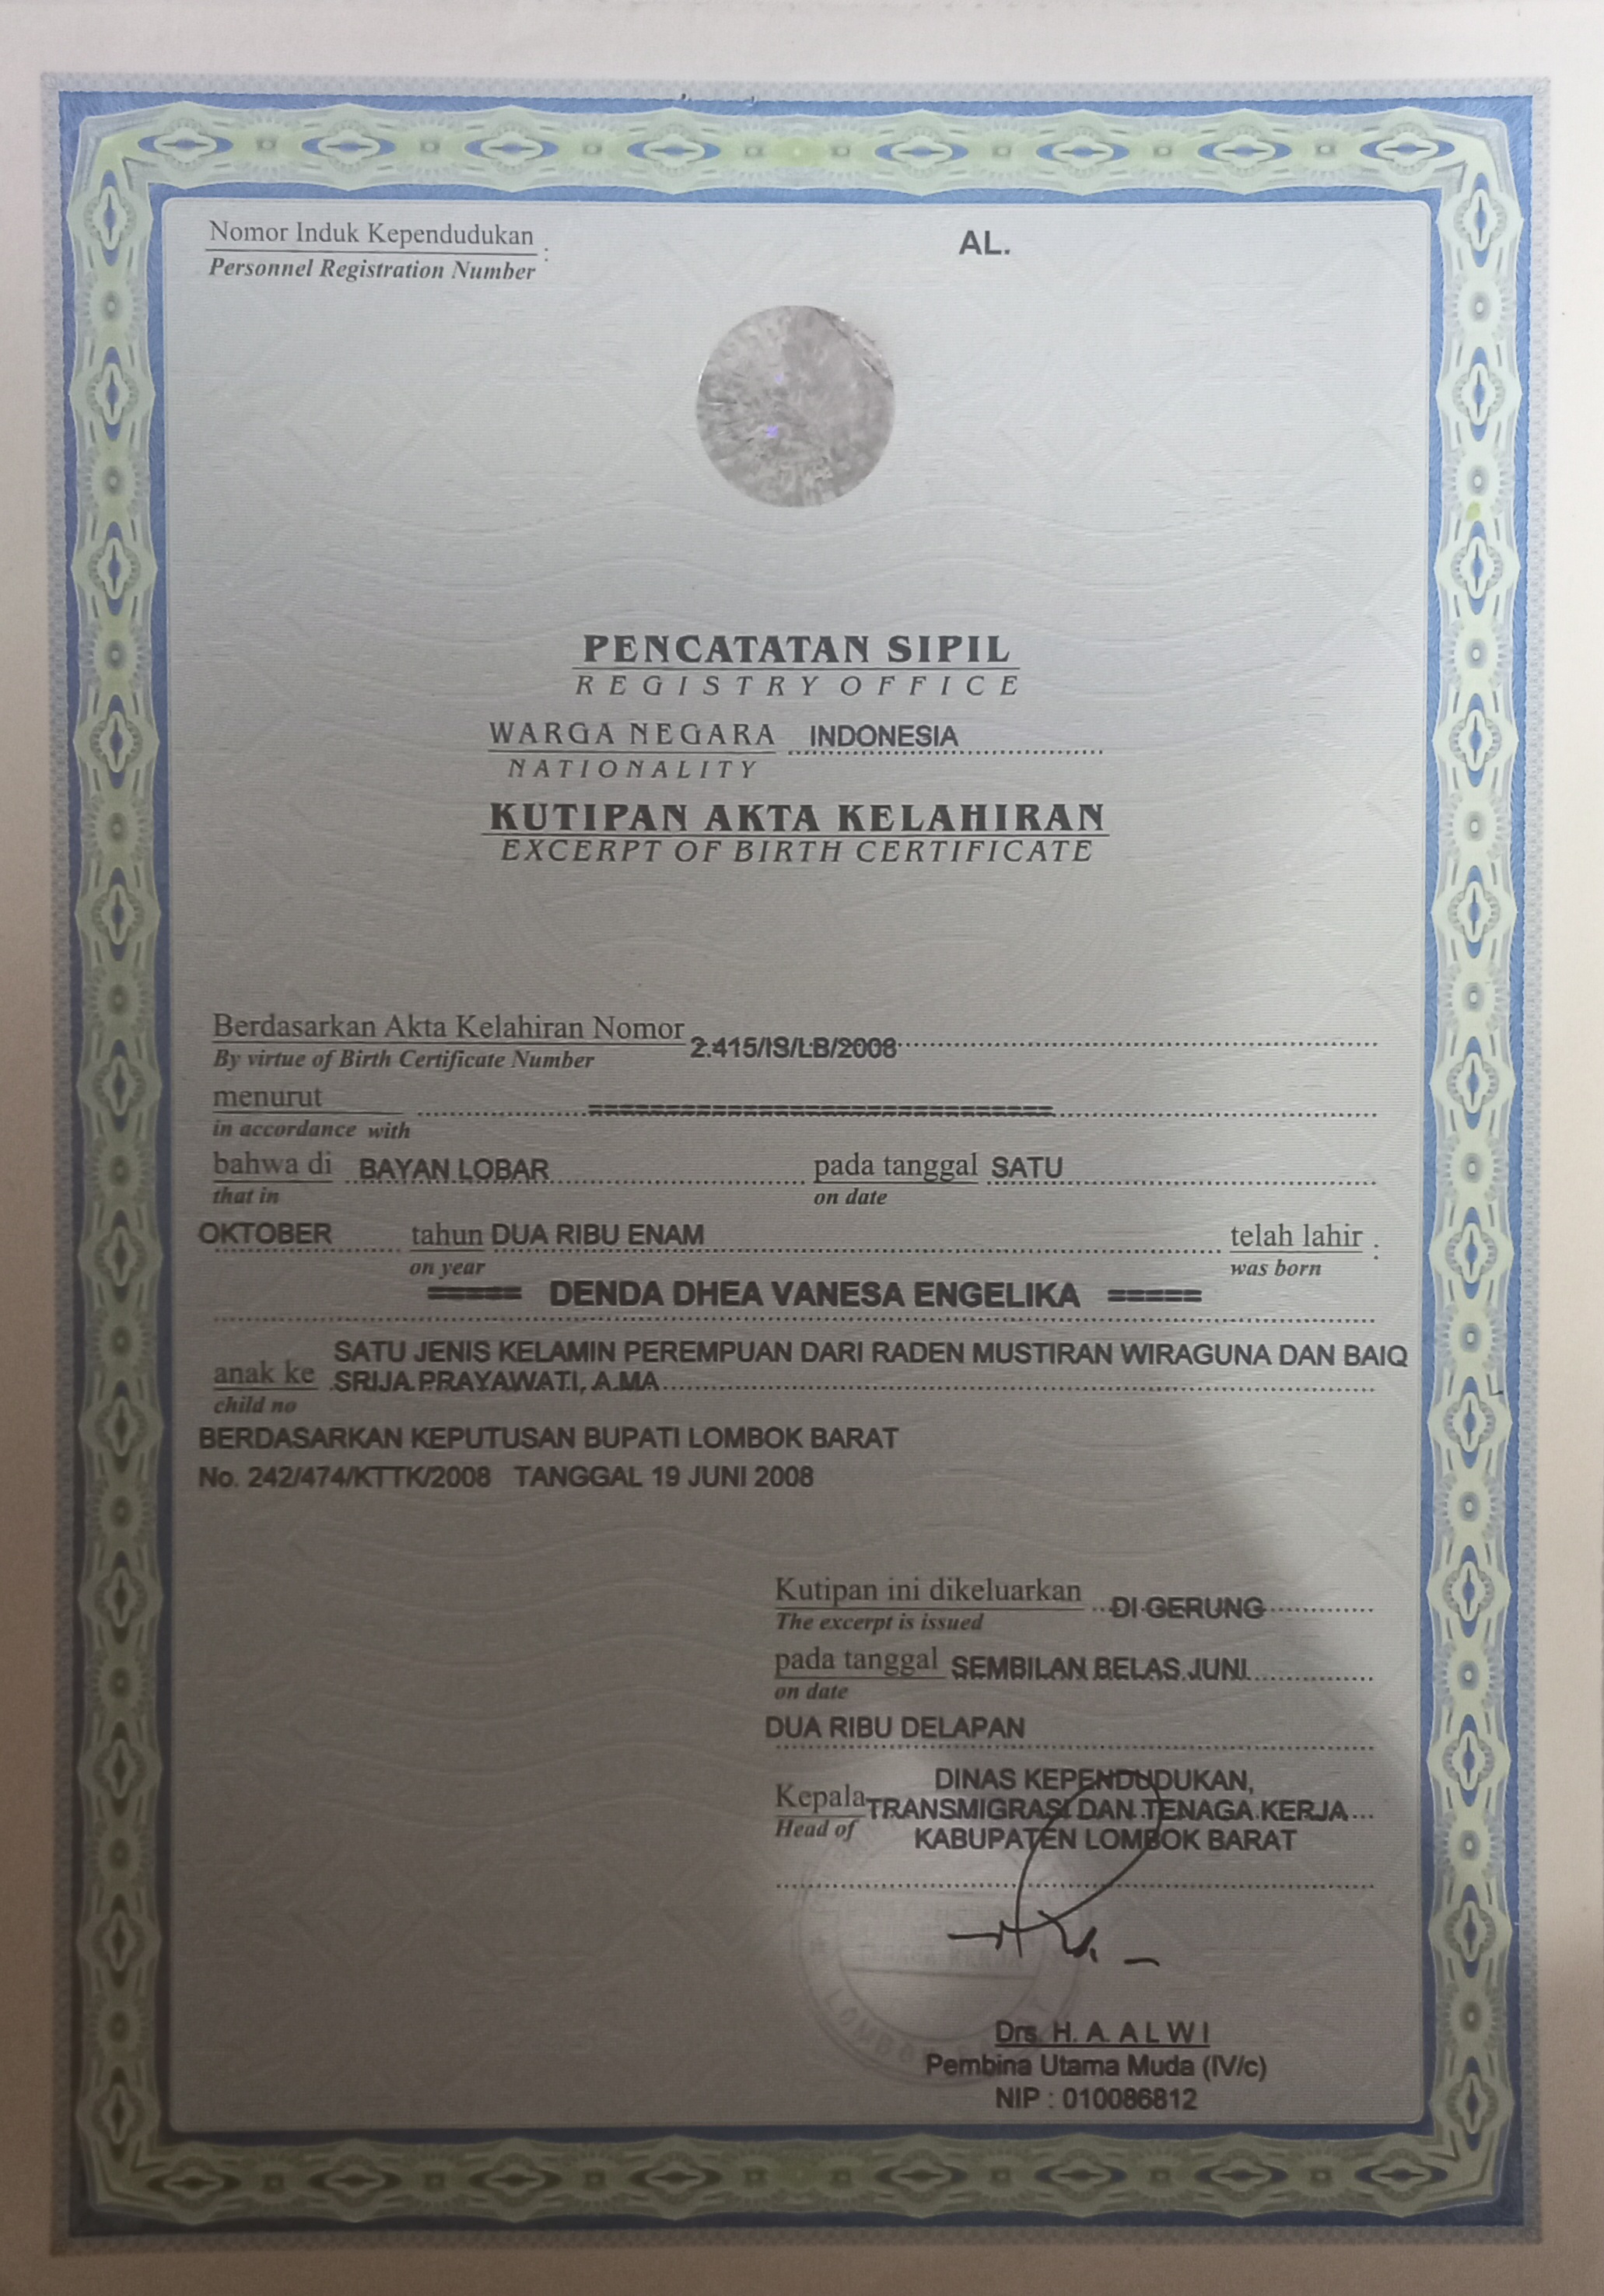 Nomor Induk Kependudukan :
Personnel Registration Number
AL.
PENCATATAN SIPIL
REGISTRY OFFICE
WARGA NEGARA INDONESIA
NATIONALITY
KUTIPAN AKTA KELAHIRAN
EXCERPT OF BIRTH CERTIFICATE
Berdasarkan Akta Kelahiran Nomor 2.415/IS/LB/2008
By virtue of Birth Certificate Number
menurut ==============================
in accordance with
bahwa di BAYAN LOBAR pada tanggal SATU
that in on date
OKTOBER tahun DUA RIBU ENAM telah lahir :
on year was born
===== DENDA DHEA VANESA ENGELIKA =====
SATU JENIS KELAMIN PEREMPUAN DARI RADEN MUSTIRAN WIRAGUNA DAN BAIQ
anak ke SRIJA PRAYAWATI, A.MA
child no
BERDASARKAN KEPUTUSAN BUPATI LOMBOK BARAT
No. 242/474/KTTK/2008 TANGGAL 19 JUNI 2008
Kutipan ini dikeluarkan DI GERUNG
The excerpt is issued
pada tanggal SEMBILAN BELAS JUNI
on date
DUA RIBU DELAPAN
DINAS KEPENDUDUKAN,
Kepala TRANSMIGRASI DAN TENAGA KERJA
Head of KABUPATEN LOMBOK BARAT
LOMBO
Drs. H. A. A L W I
Pembina Utama Muda (IV/c)
NIP : 010086812